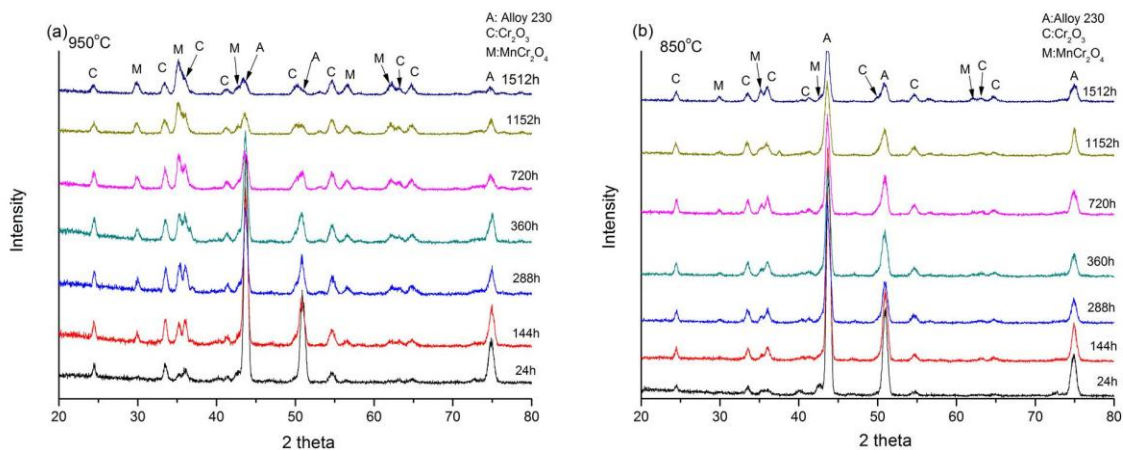 (a)
950°C
A: Alloy 230
C:Cr₂O₃
M:MnCr₂O₄
C M C M C C M A C A C M M C C A
1512h
1152h
720h
360h
288h
144h
24h
Intensity
20 30 40 50 60 70 80
2 theta
(b)
850°C
A:Alloy 230
C:Cr₂O₃
M:MnCr₂O₄
C M C M C C M A C A C M C A
1512h
1152h
720h
360h
288h
144h
24h
Intensity
20 30 40 50 60 70 80
2 theta